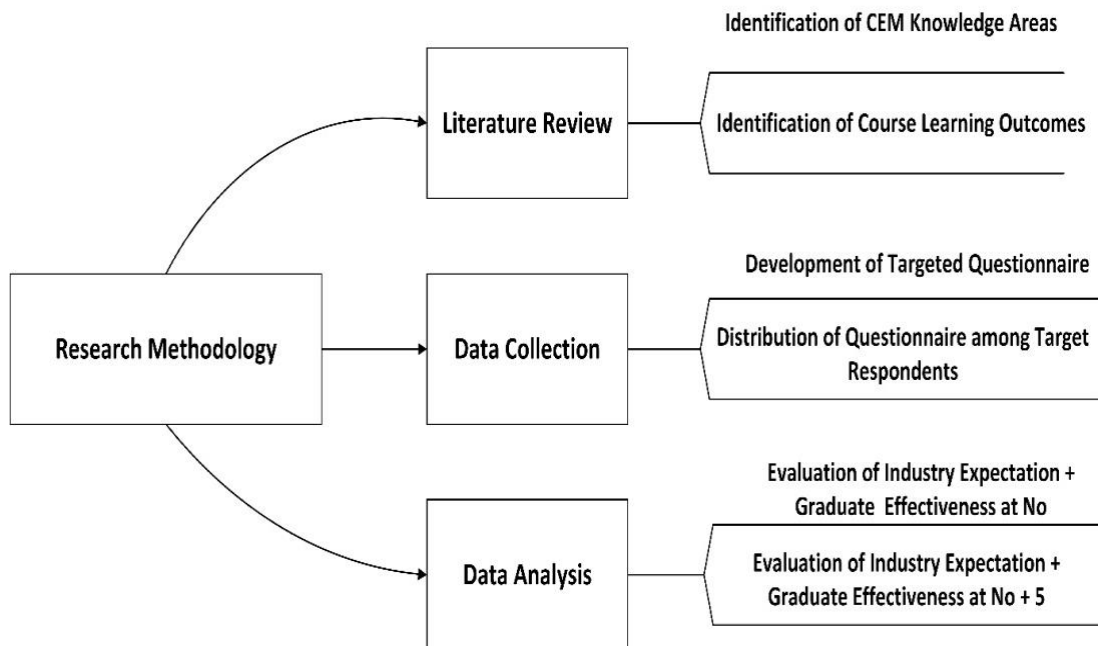 Research Methodology
Literature Review
Identification of CEM Knowledge Areas
Identification of Course Learning Outcomes
Data Collection
Development of Targeted Questionnaire
Distribution of Questionnaire among Target
Respondents
Data Analysis
Evaluation of Industry Expectation +
Graduate Effectiveness at No
Evaluation of Industry Expectation +
Graduate Effectiveness at No + 5